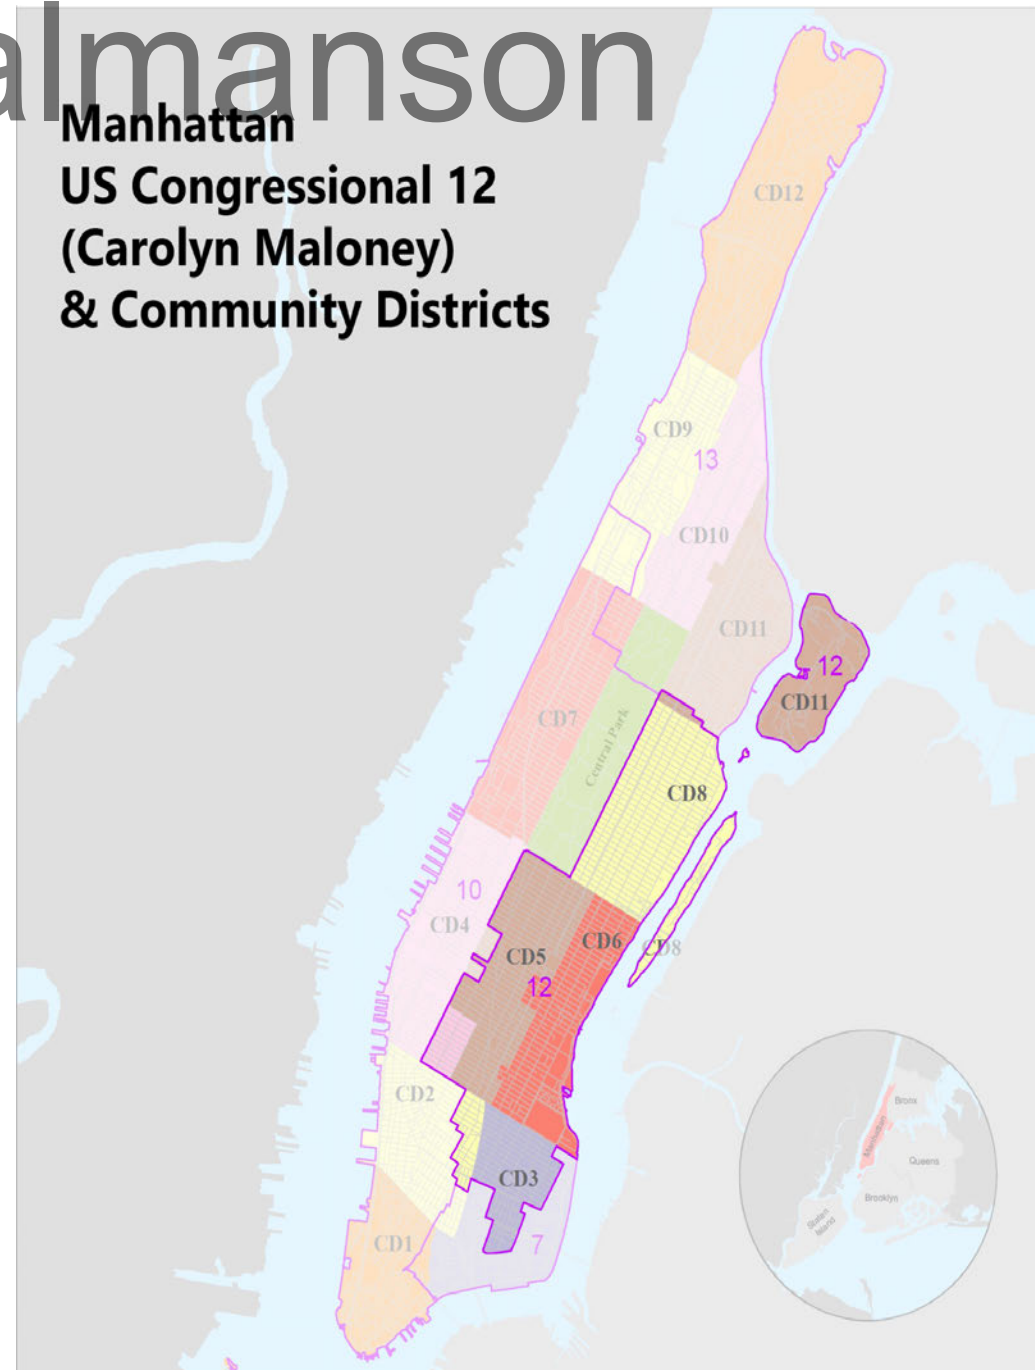 almanson
Manhattan
US Congressional 12
(Carolyn Maloney)
& Community Districts
CD12
CD9
13
CD10
CD11
12
CD11
CD7
Central Park
CD8
10
CD4
CD6
CD5
CD8
12
CD2
CD3
CD1
7
Bronx
Manhattan
Queens
Brooklyn
Staten
Island